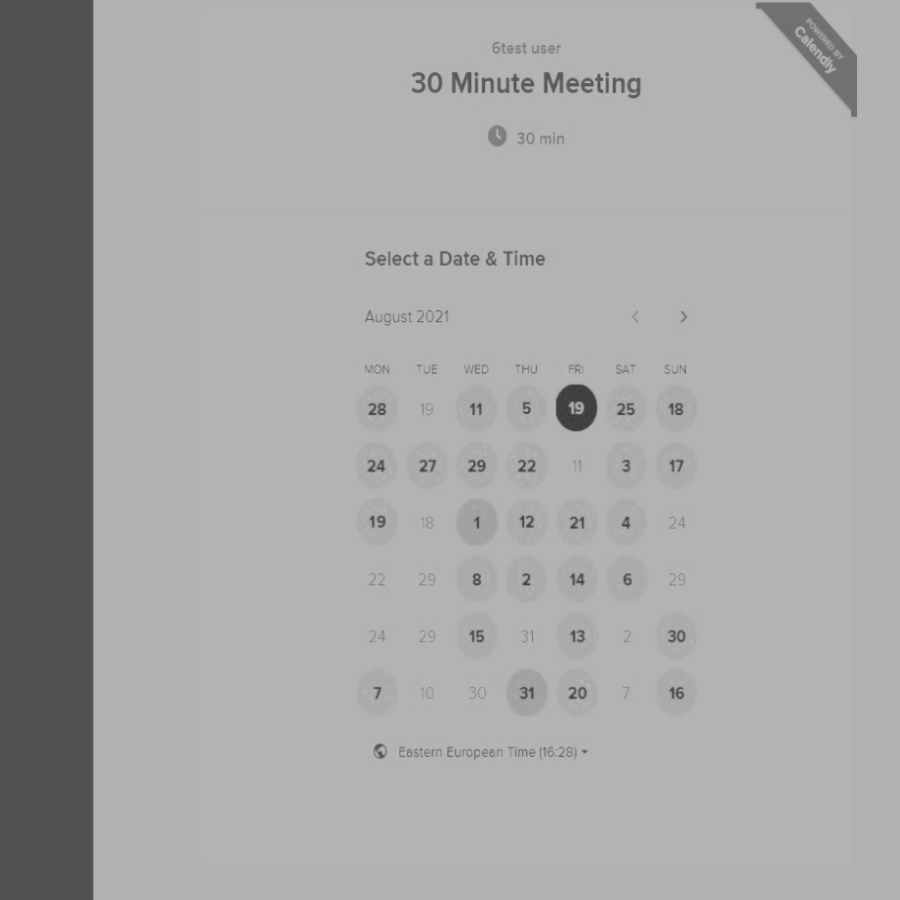 POWERED BY
Calendly
6test user
30 Minute Meeting
30 min
Select a Date & Time
August 2021
MON TUE WED THU FRI SAT SUN
28 19 11 5 19 25 18
24 27 29 22 11 3 17
19 18 1 12 21 4 24
22 29 8 2 14 6 29
24 29 15 31 13 2 30
7 10 30 31 20 7 16
Eastern European Time (16:28)